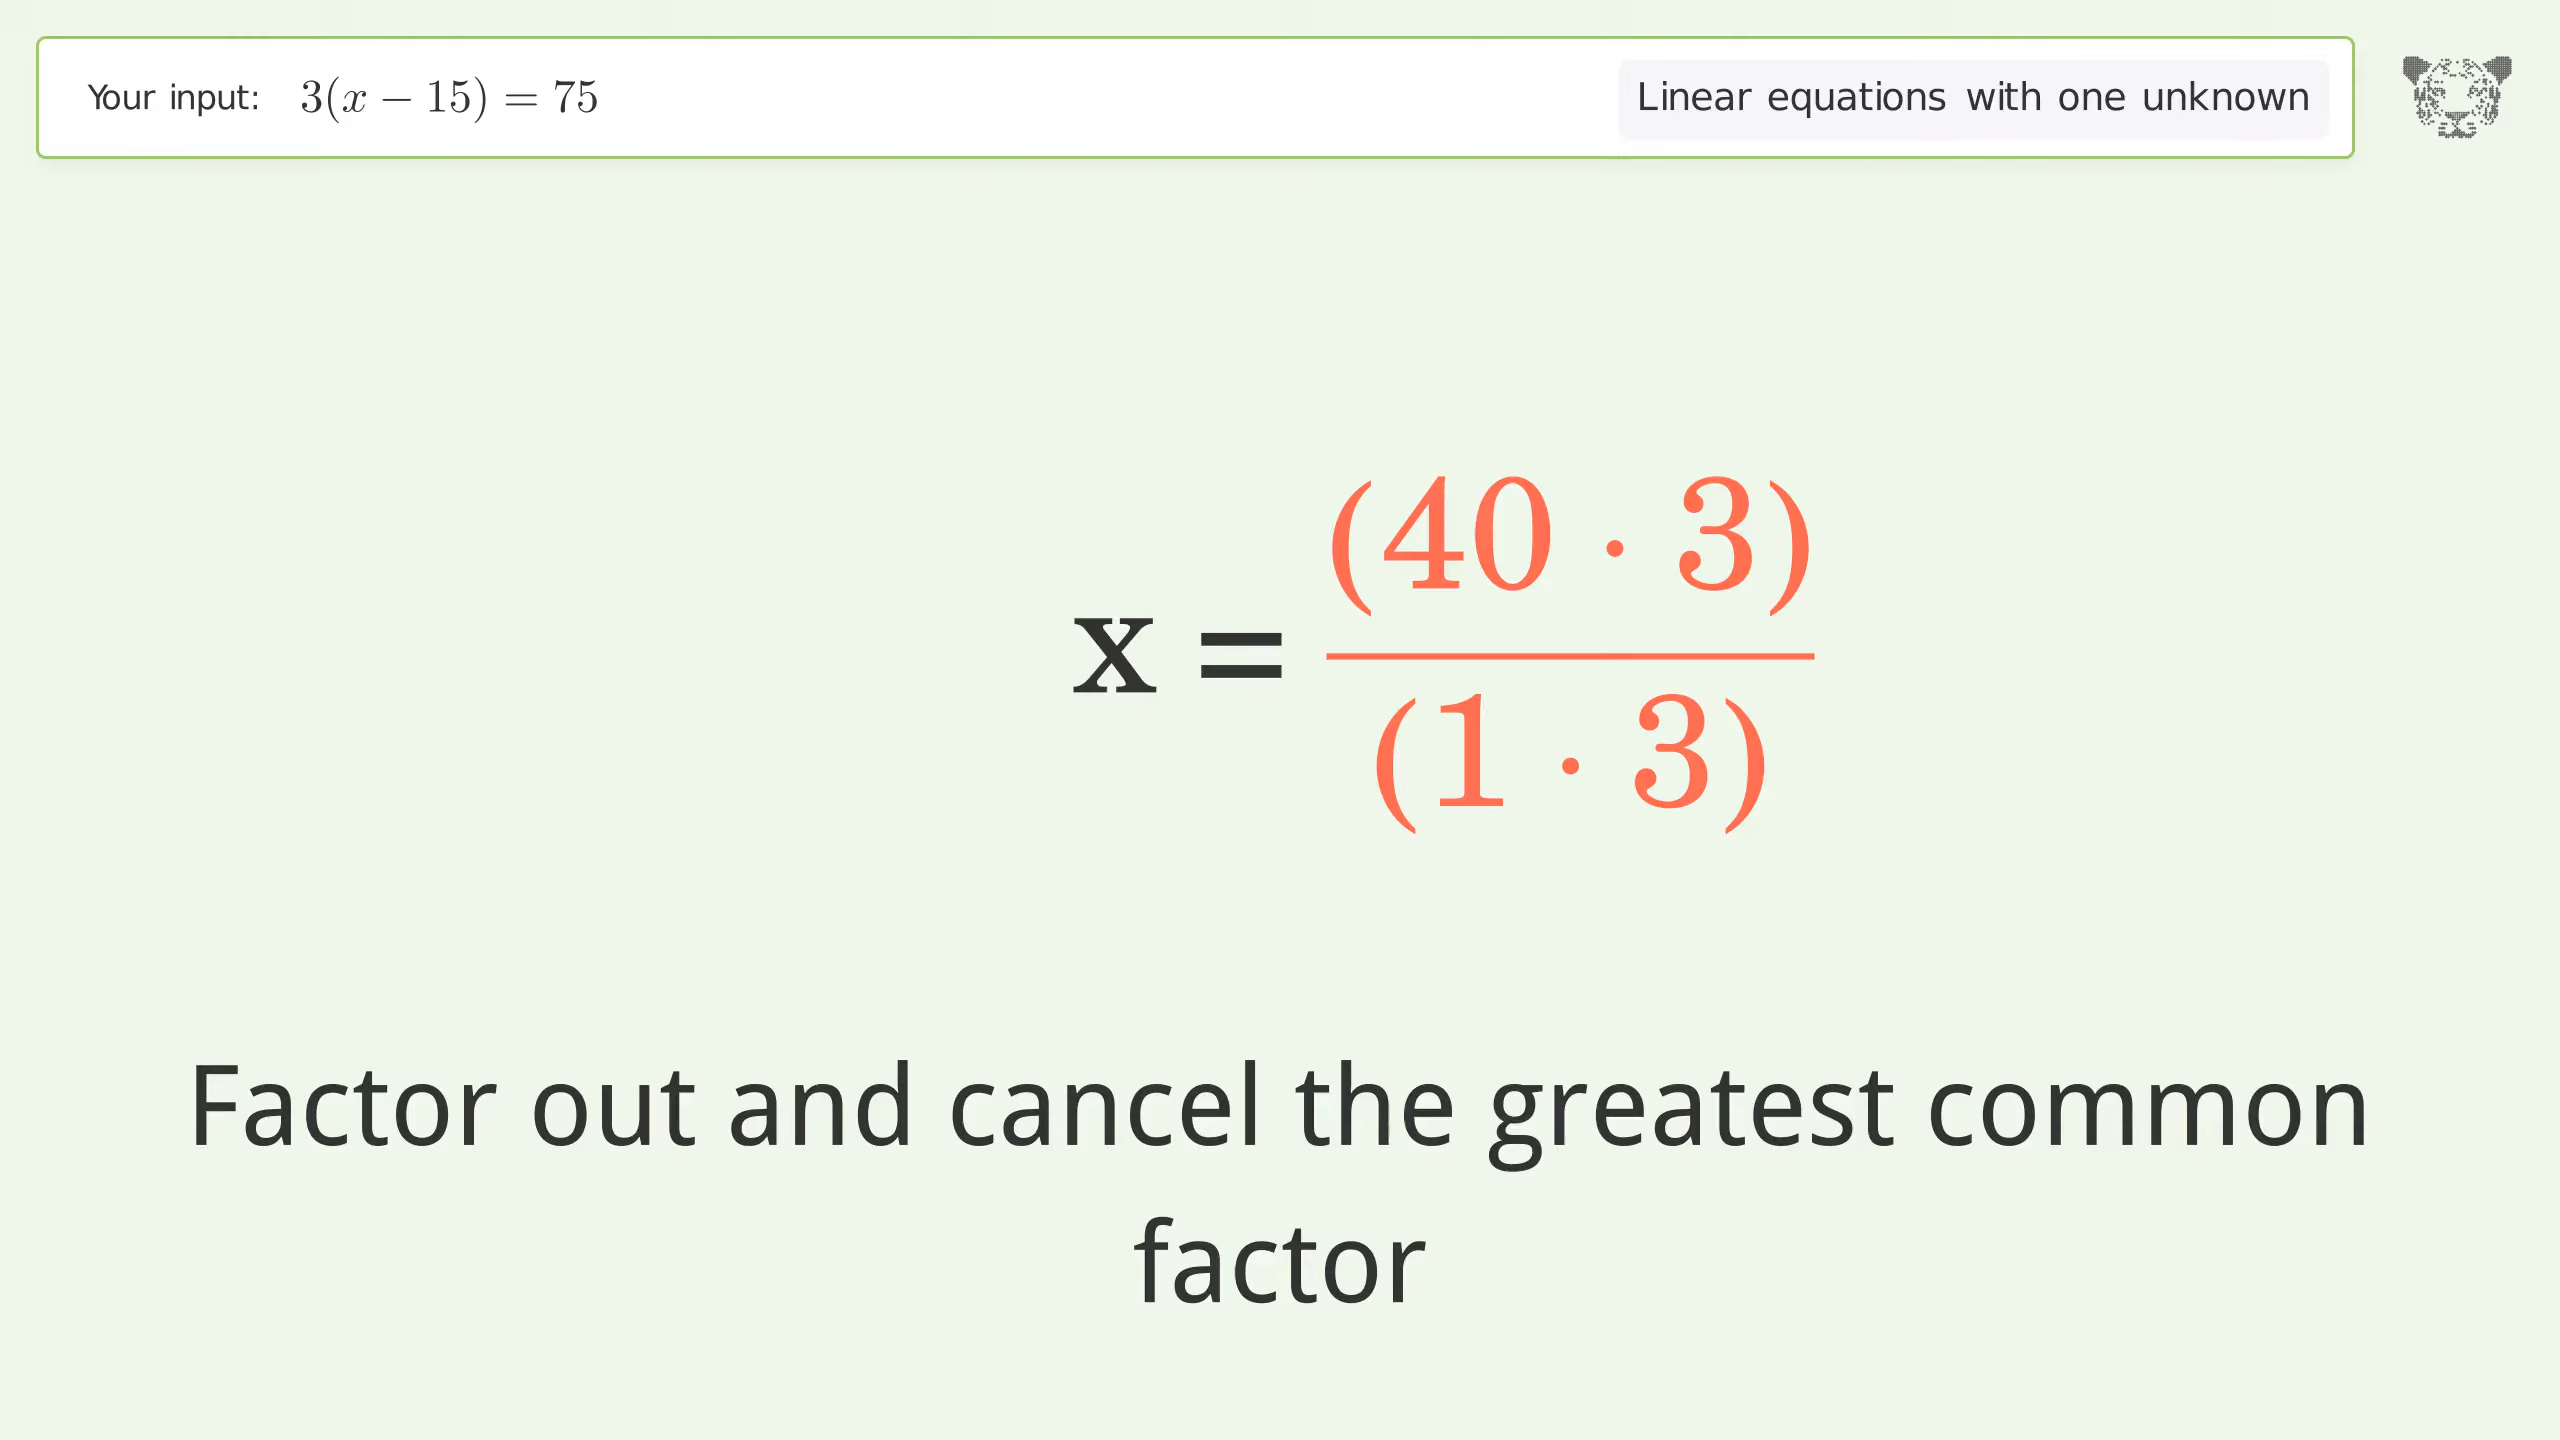 Your input: 3(x − 15) = 75
Linear equations with one unknown
x = (40 · 3) / (1 · 3)
Factor out and cancel the greatest common
factor